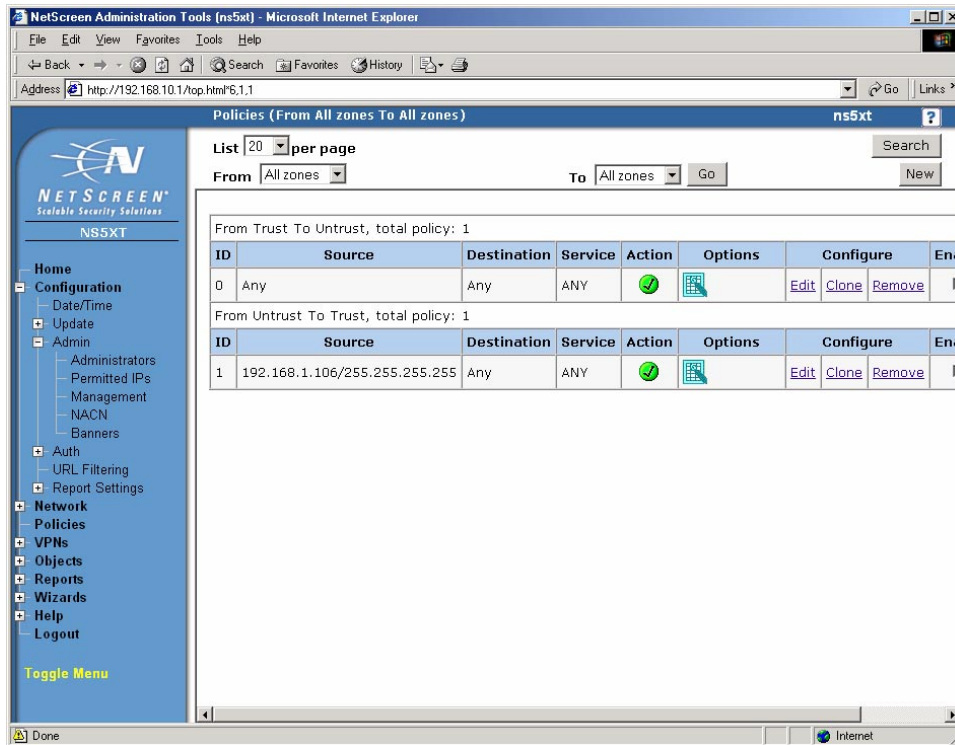 NetScreen Administration Tools (ns5xt) - Microsoft Internet Explorer
File Edit View Favorites Tools Help
Back Search Favorites History
Address http://192.168.10.1/top.html*6,1,1 Go Links
Policies (From All zones To All zones) ns5xt ?
List 20 per page Search
From All zones To All zones Go New
N
NETSCREEN
Scalable Security Solutions
NS5XT
Home
Configuration
Date/Time
Update
Admin
Administrators
Permitted IPs
Management
NACN
Banners
Auth
URL Filtering
Report Settings
Network
Policies
VPNs
Objects
Reports
Wizards
Help
Logout
Toggle Menu
From Trust To Untrust, total policy: 1
ID Source Destination Service Action Options Configure En
0 Any Any ANY Edit Clone Remove
From Untrust To Trust, total policy: 1
ID Source Destination Service Action Options Configure En
1 192.168.1.106/255.255.255.255 Any ANY Edit Clone Remove
Done Internet